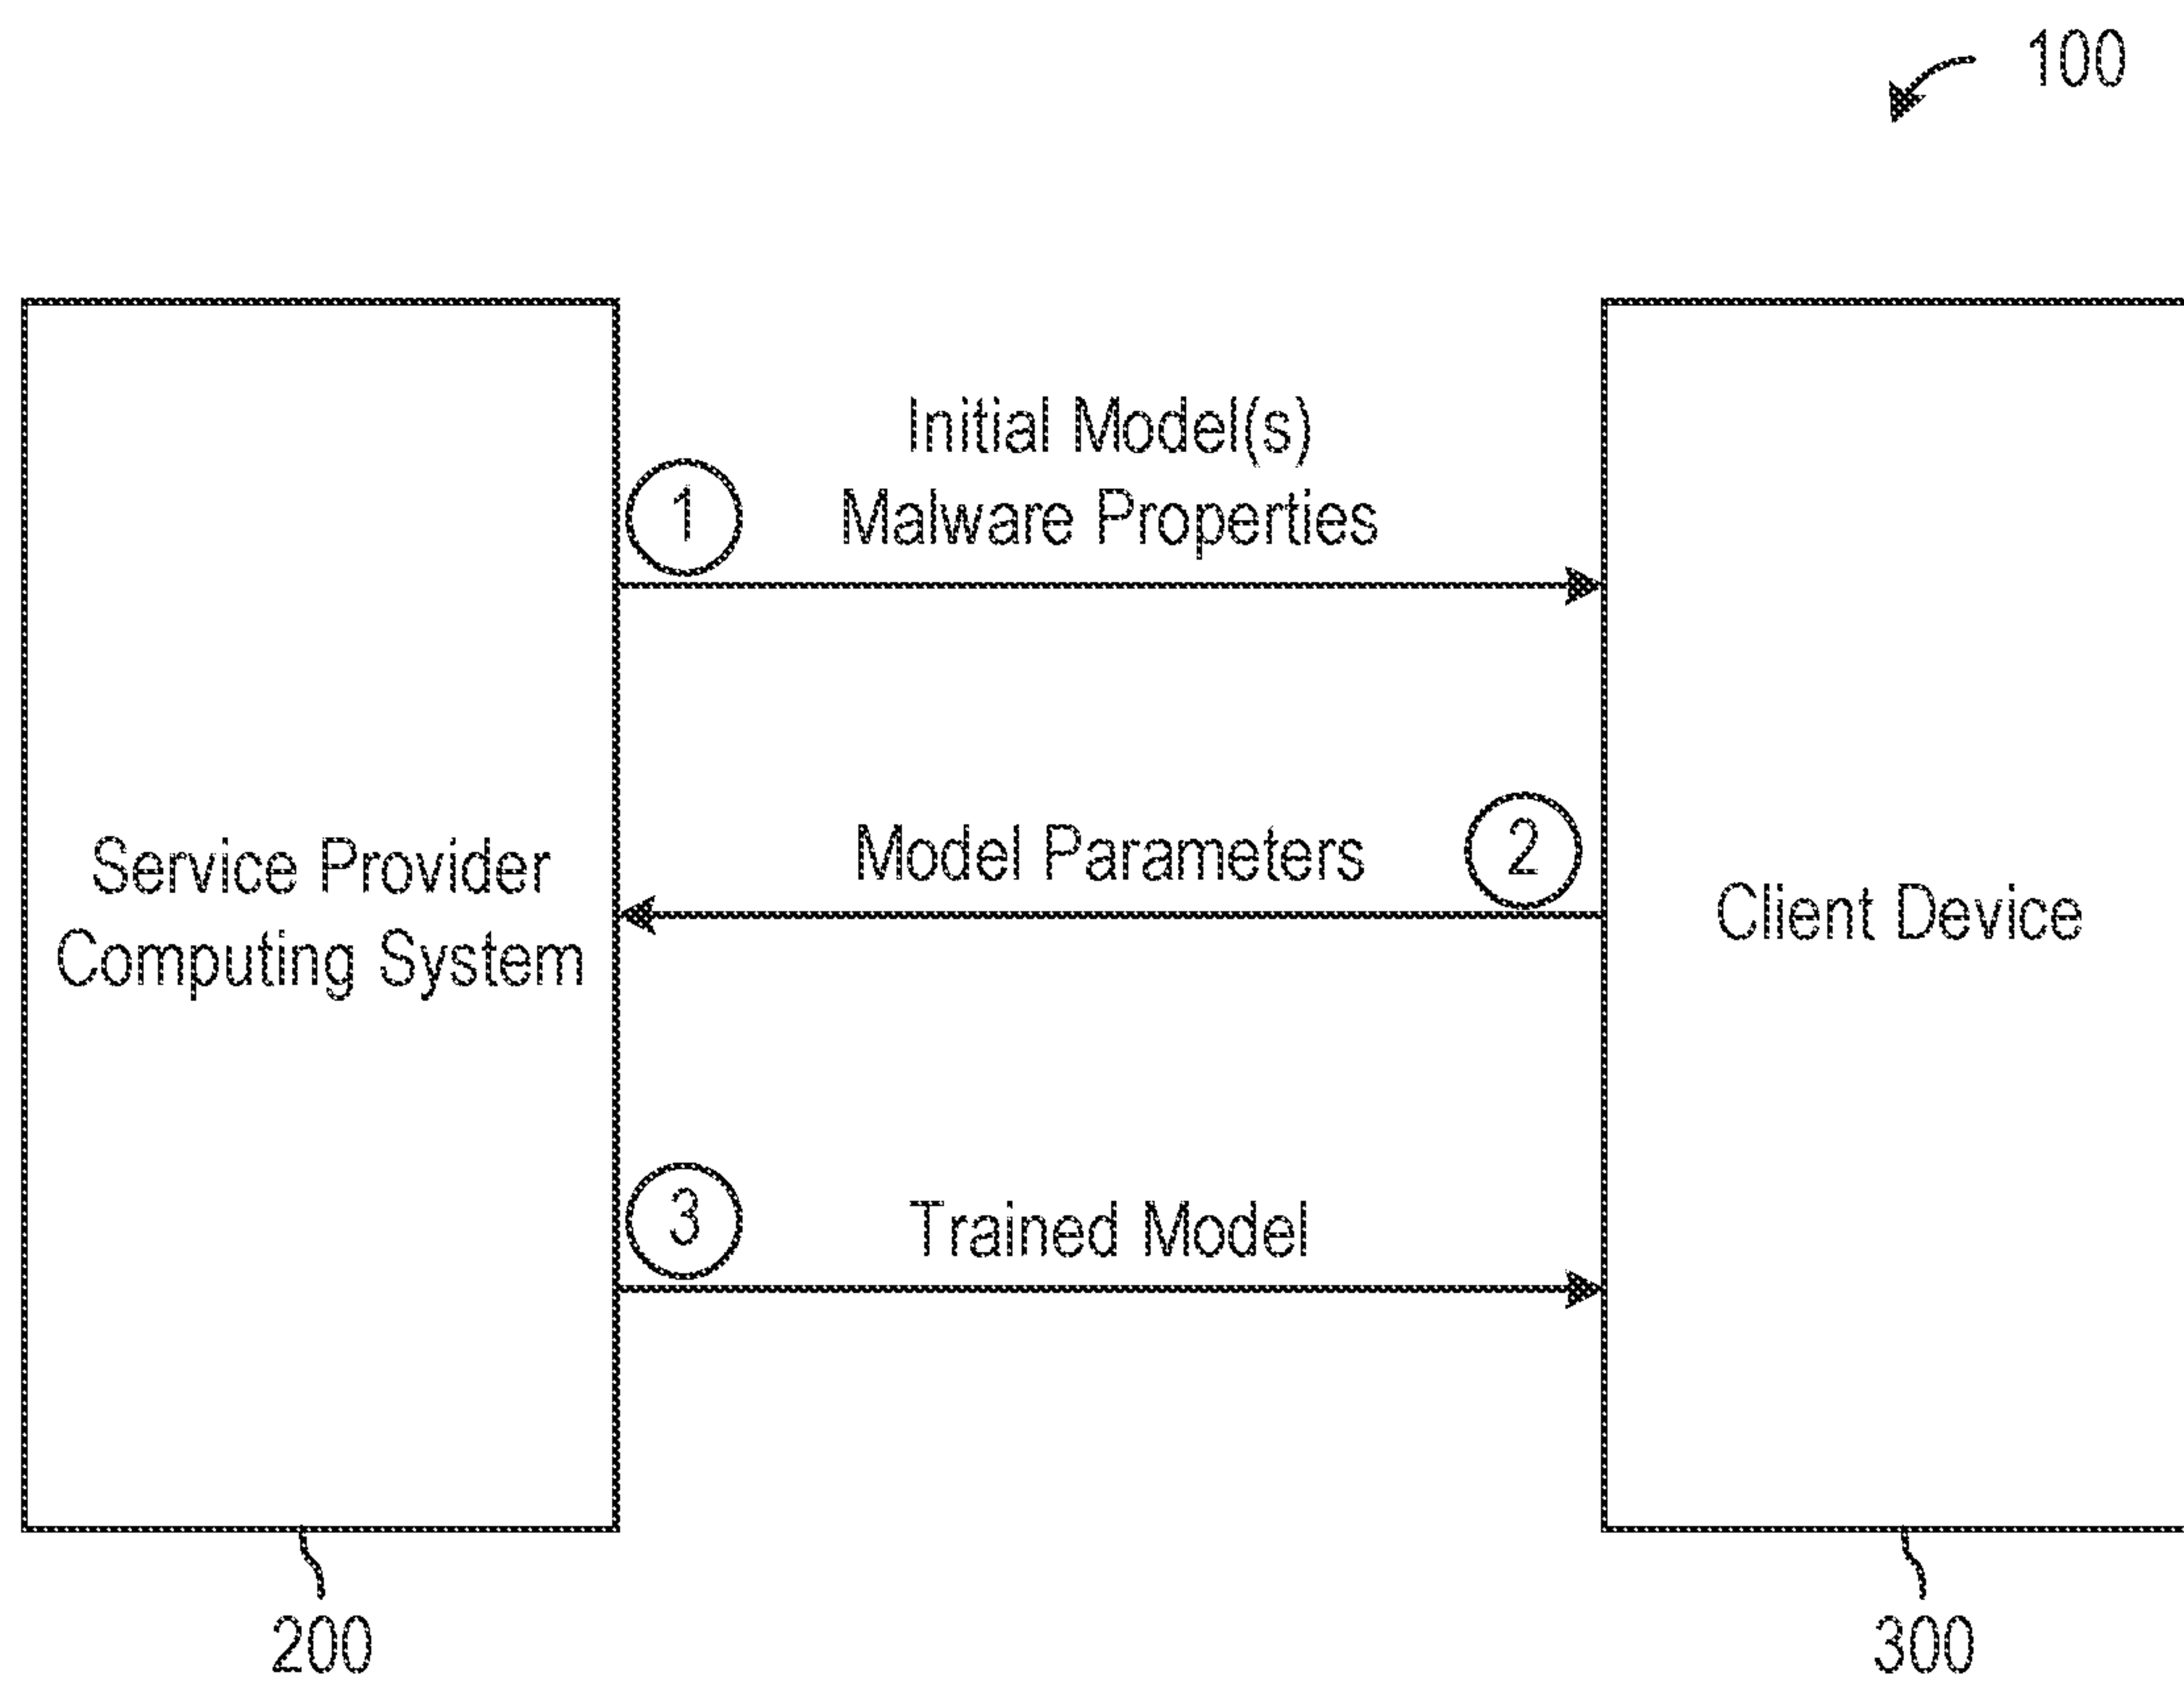 100
Initial Model(s)
Malware Properties
1
Model Parameters
2
Service Provider
Computing System
Client Device
3
Trained Model
200
300